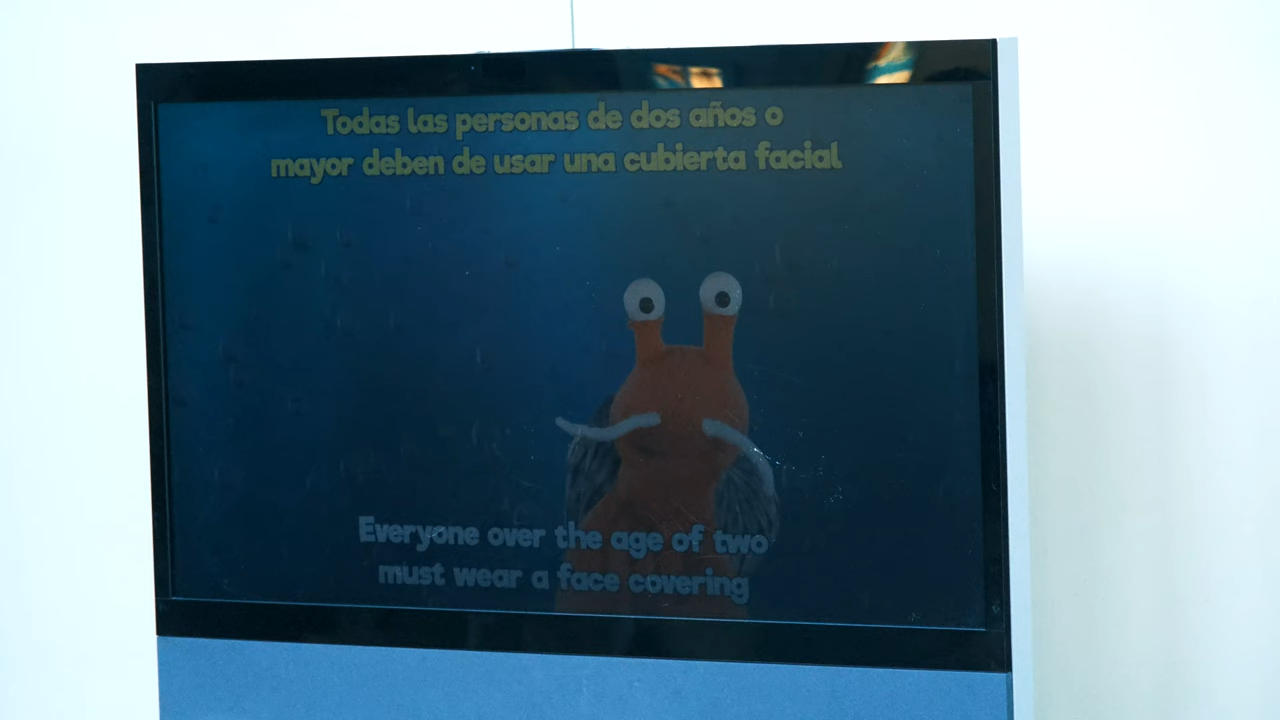 Todas las personas de dos años o
mayor deben de usar una cubierta facial
Everyone over the age of two
must wear a face covering